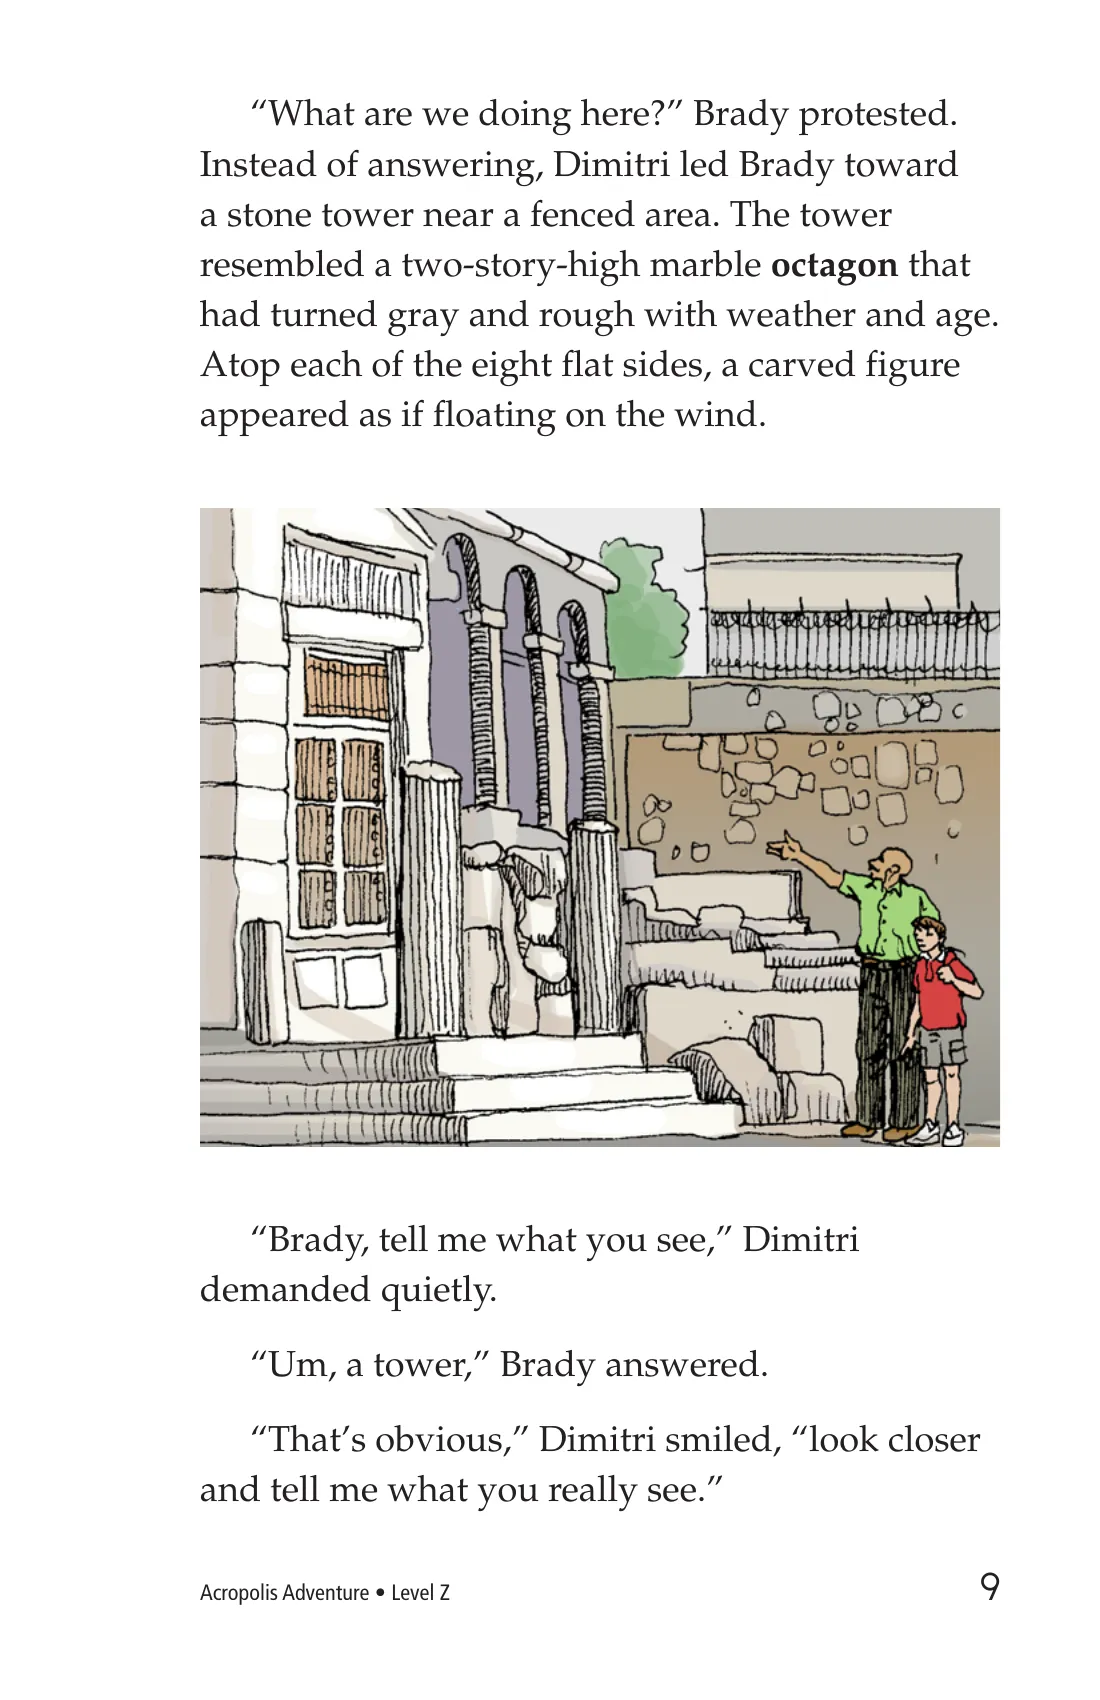 “What are we doing here?” Brady protested.
Instead of answering, Dimitri led Brady toward
a stone tower near a fenced area. The tower
resembled a two-story-high marble octagon that
had turned gray and rough with weather and age.
Atop each of the eight flat sides, a carved figure
appeared as if floating on the wind.
“Brady, tell me what you see,” Dimitri
demanded quietly.
“Um, a tower,” Brady answered.
“That’s obvious,” Dimitri smiled, “look closer
and tell me what you really see.”
Acropolis Adventure • Level Z
9